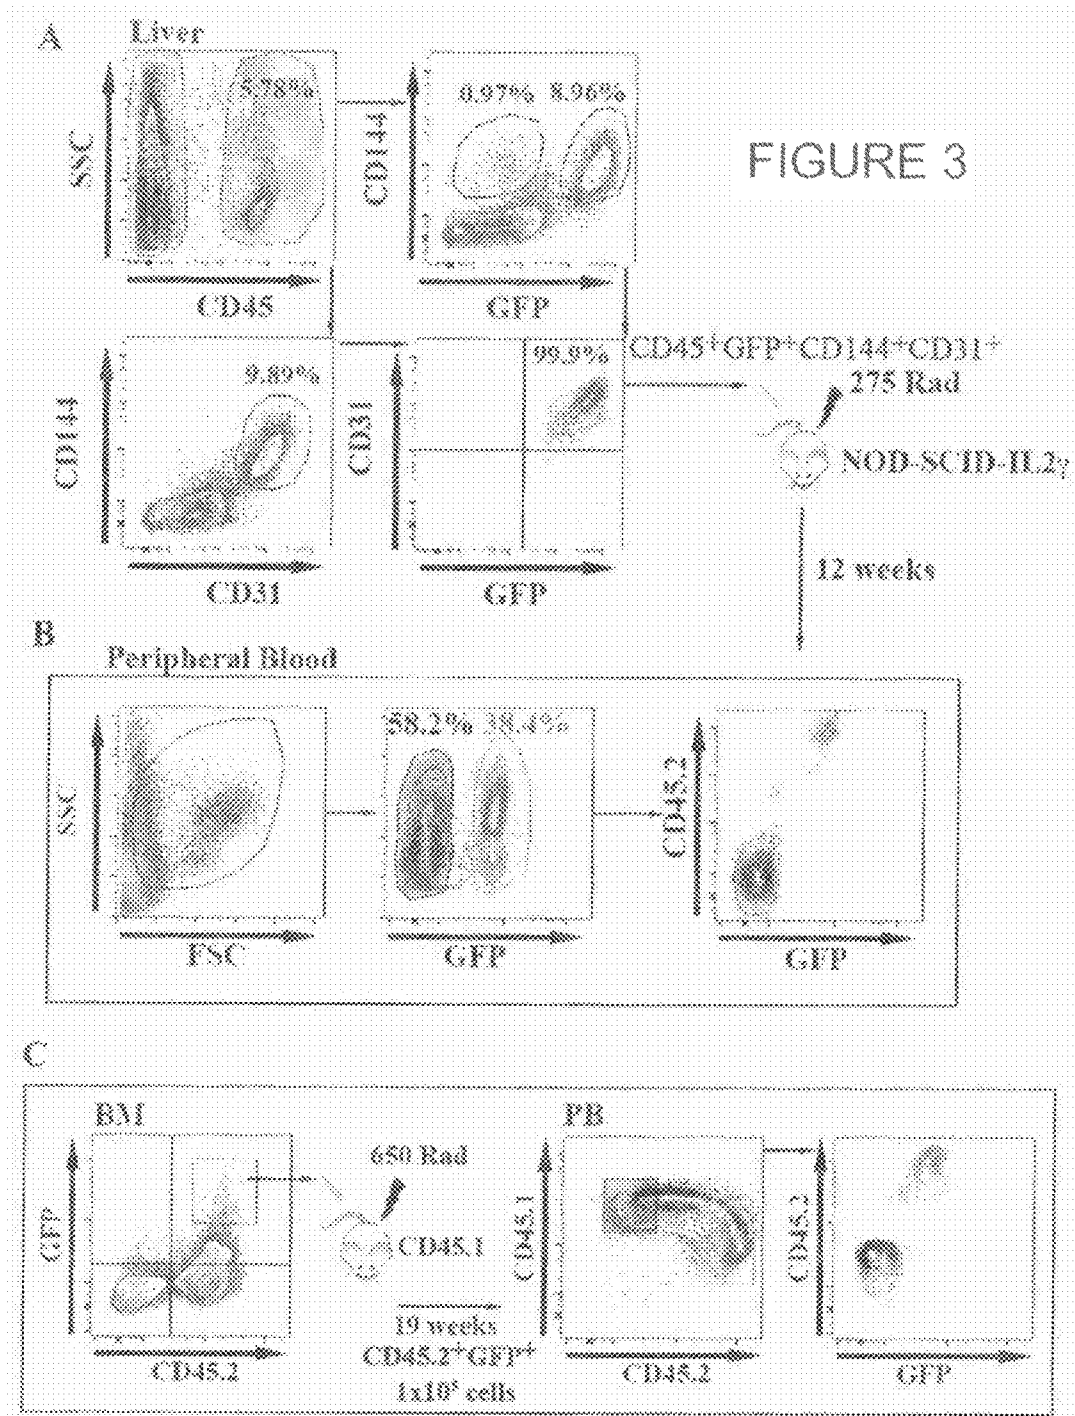 A
Liver
SSC
5.78%
CD45
CD144
0.97% 8.96%
GFP
FIGURE 3
CD144
9.89%
CD31
CD31
99.9%
GFP
CD45⁺GFP⁺CD144⁺CD31⁺
275 Rad
NOD-SCID-IL2γ
12 weeks
B
Peripheral Blood
SSC
FSC
58.2% 38.4%
GFP
CD45.2
GFP
C
BM
GFP
CD45.2
650 Rad
CD45.1
19 weeks
CD45.2⁺GFP⁺
PB
CD45.1
CD45.2
CD45.2
GFP